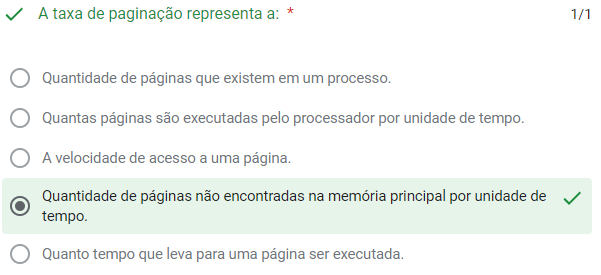 A taxa de paginação representa a: * 1/1
Quantidade de páginas que existem em um processo.
Quantas páginas são executadas pelo processador por unidade de tempo.
A velocidade de acesso a uma página.
Quantidade de páginas não encontradas na memória principal por unidade de
tempo.
Quanto tempo que leva para uma página ser executada.